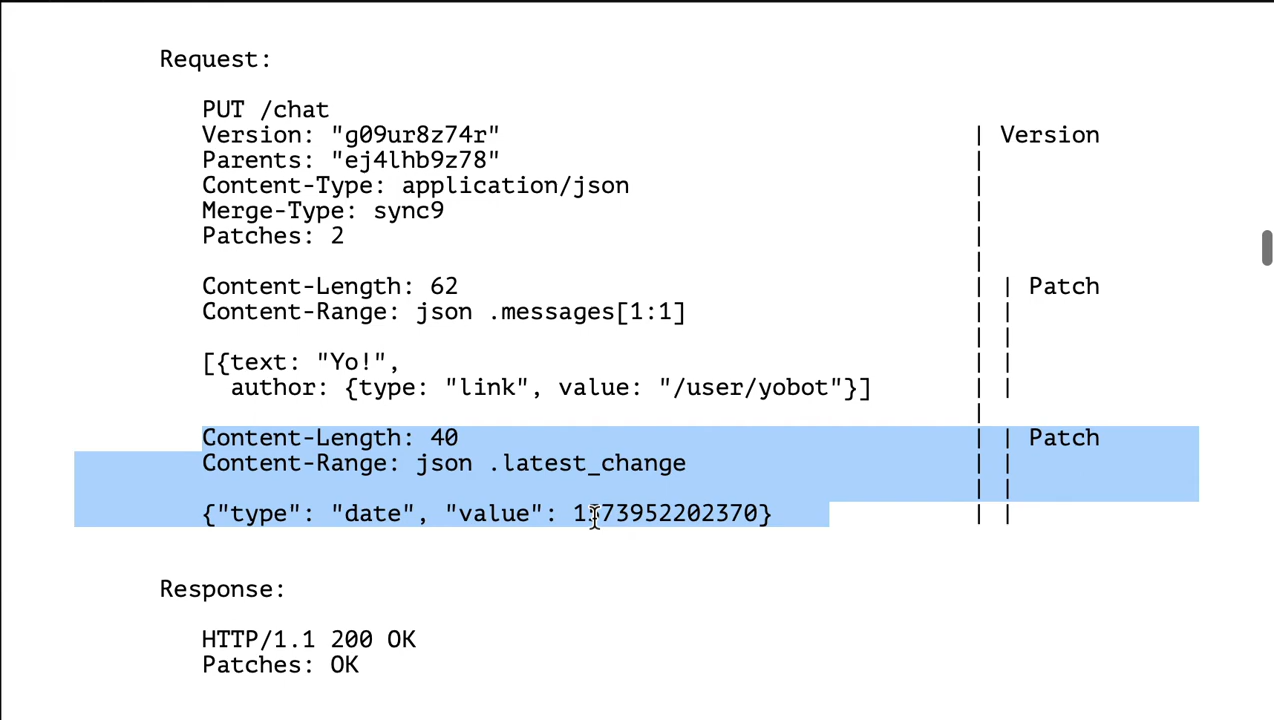 Request:
PUT /chat
Version: "g09ur8z74r" | Version
Parents: "ej4lhb9z78" |
Content-Type: application/json |
Merge-Type: sync9 |
Patches: 2 |
|
Content-Length: 62 | | Patch
Content-Range: json .messages[1:1] | |
| |
[{text: "Yo!", | |
author: {type: "link", value: "/user/yobot"}] | |
|
Content-Length: 40 | | Patch
Content-Range: json .latest_change | |
| |
{"type": "date", "value": | |
Response:
HTTP/1.1 200 OK
Patches: OK